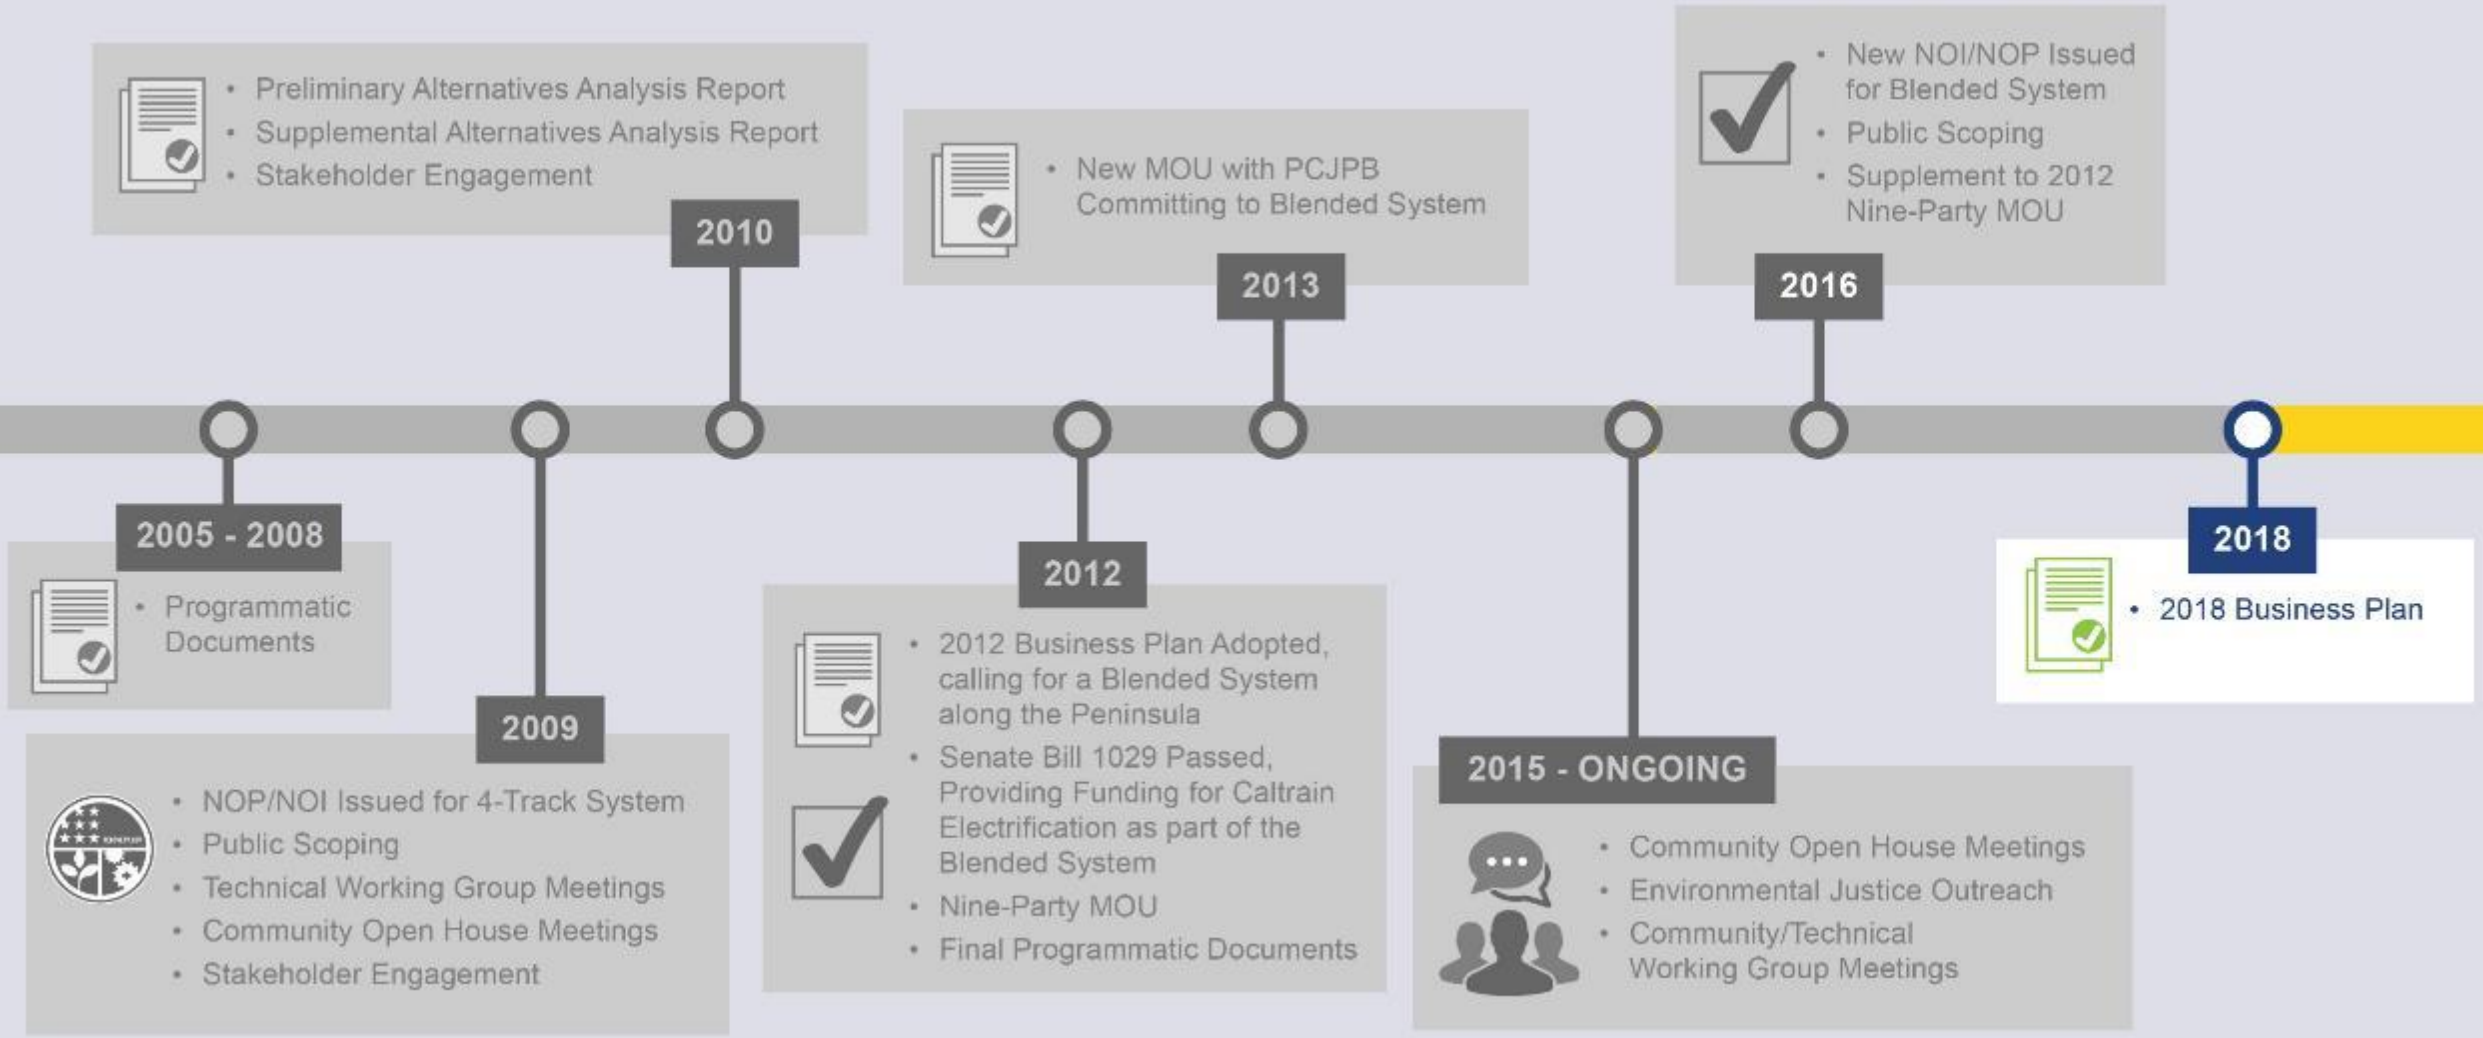 2005 - 2008
• Programmatic
Documents
2009
• NOP/NOI Issued for 4-Track System
• Public Scoping
• Technical Working Group Meetings
• Community Open House Meetings
• Stakeholder Engagement
• Preliminary Alternatives Analysis Report
• Supplemental Alternatives Analysis Report
• Stakeholder Engagement
2010
2012
• 2012 Business Plan Adopted,
calling for a Blended System
along the Peninsula
• Senate Bill 1029 Passed,
Providing Funding for Caltrain
Electrification as part of the
Blended System
• Nine-Party MOU
• Final Programmatic Documents
• New MOU with PCJPB
Committing to Blended System
2013
2015 - ONGOING
• Community Open House Meetings
• Environmental Justice Outreach
• Community/Technical
Working Group Meetings
• New NOI/NOP Issued
for Blended System
• Public Scoping
• Supplement to 2012
Nine-Party MOU
2016
2018
• 2018 Business Plan